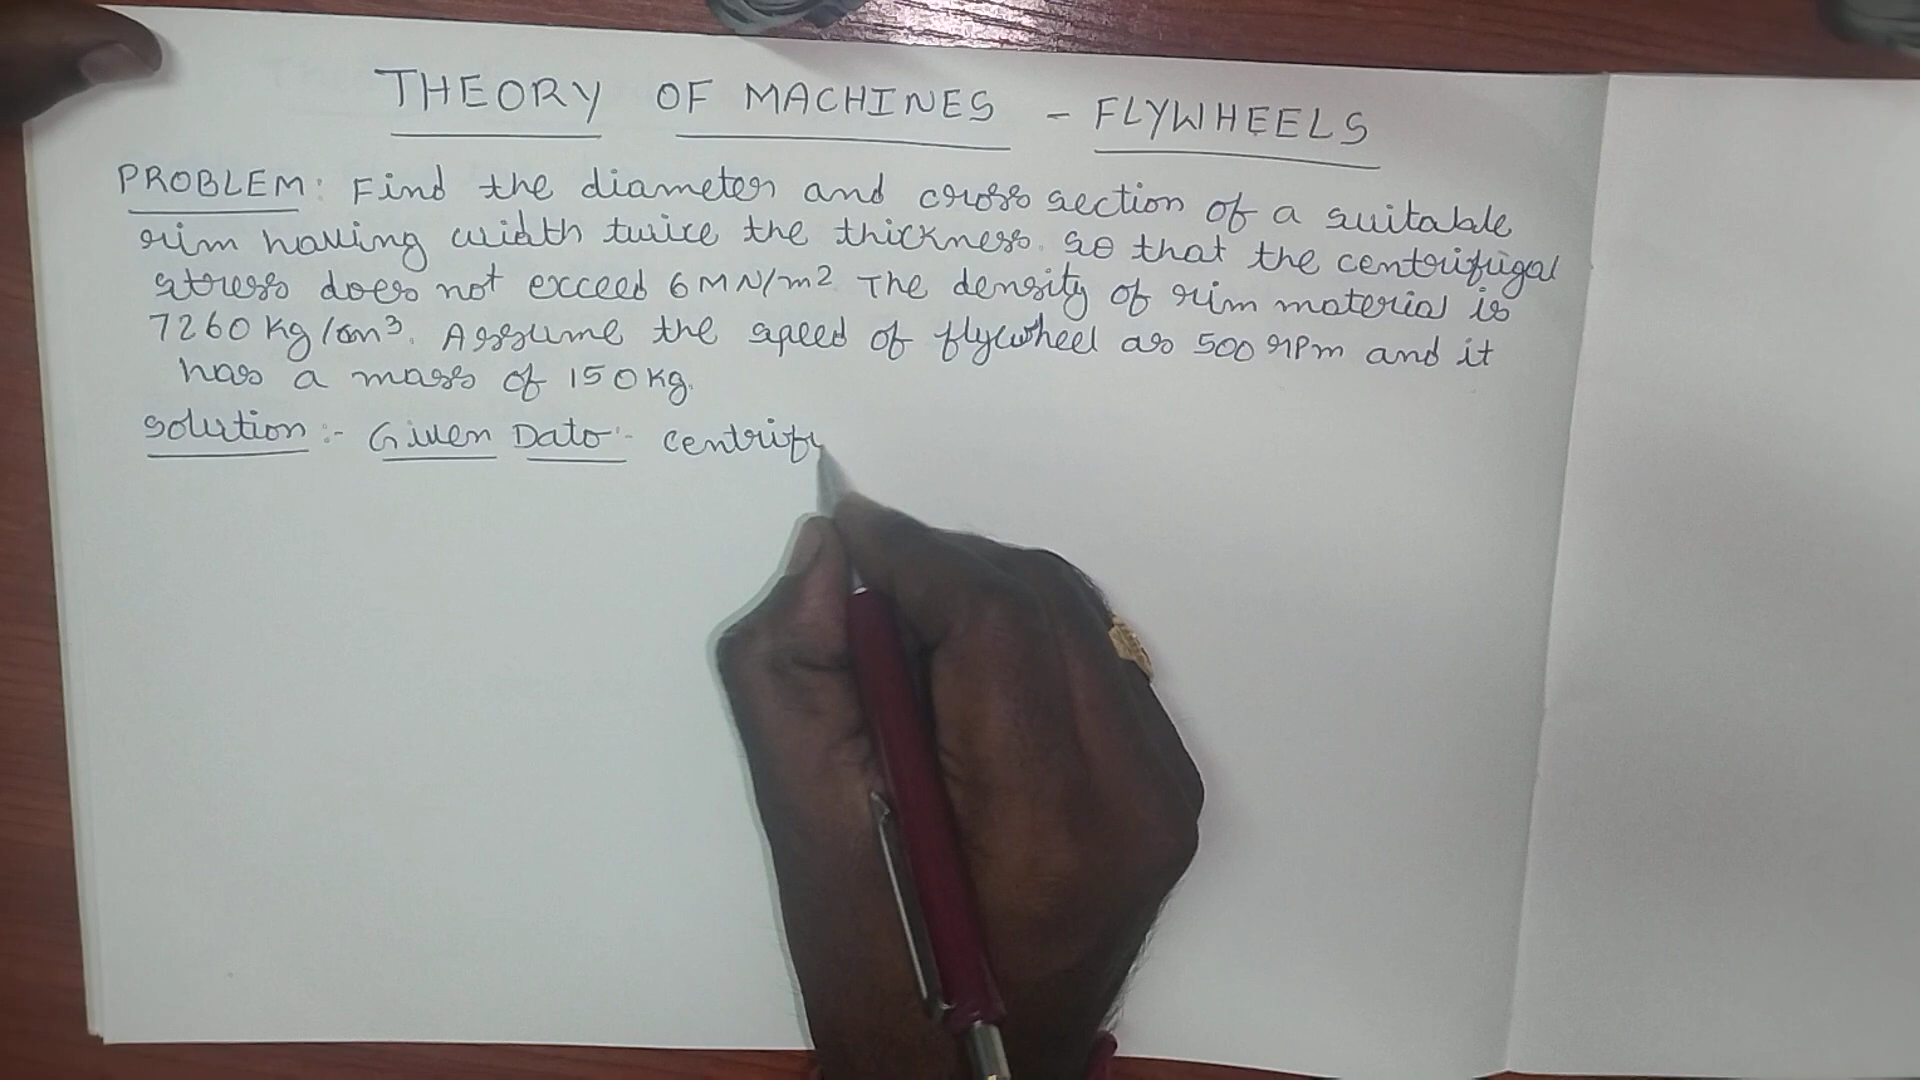 THEORY OF MACHINES - FLYWHEELS
PROBLEM: Find the diameter and cross section of a suitable
rim having width twice the thickness. so that the centrifugal
stress does not exceed 6 MN/m2 The density of rim material is
7260 kg/cm3. Assume the speed of flywheel as 500 rpm and it
has a mass of 150 kg.
Solution :- Given Data :- centrifu